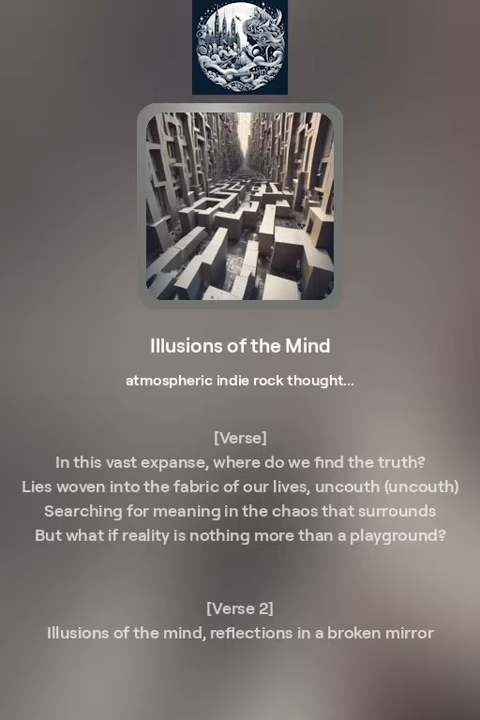 Illusions of the Mind
atmospheric indie rock thought...
[Verse]
In this vast expanse, where do we find the truth?
Lies woven into the fabric of our lives, uncouth (uncouth)
Searching for meaning in the chaos that surrounds
But what if reality is nothing more than a playground?
[Verse 2]
Illusions of the mind, reflections in a broken mirror